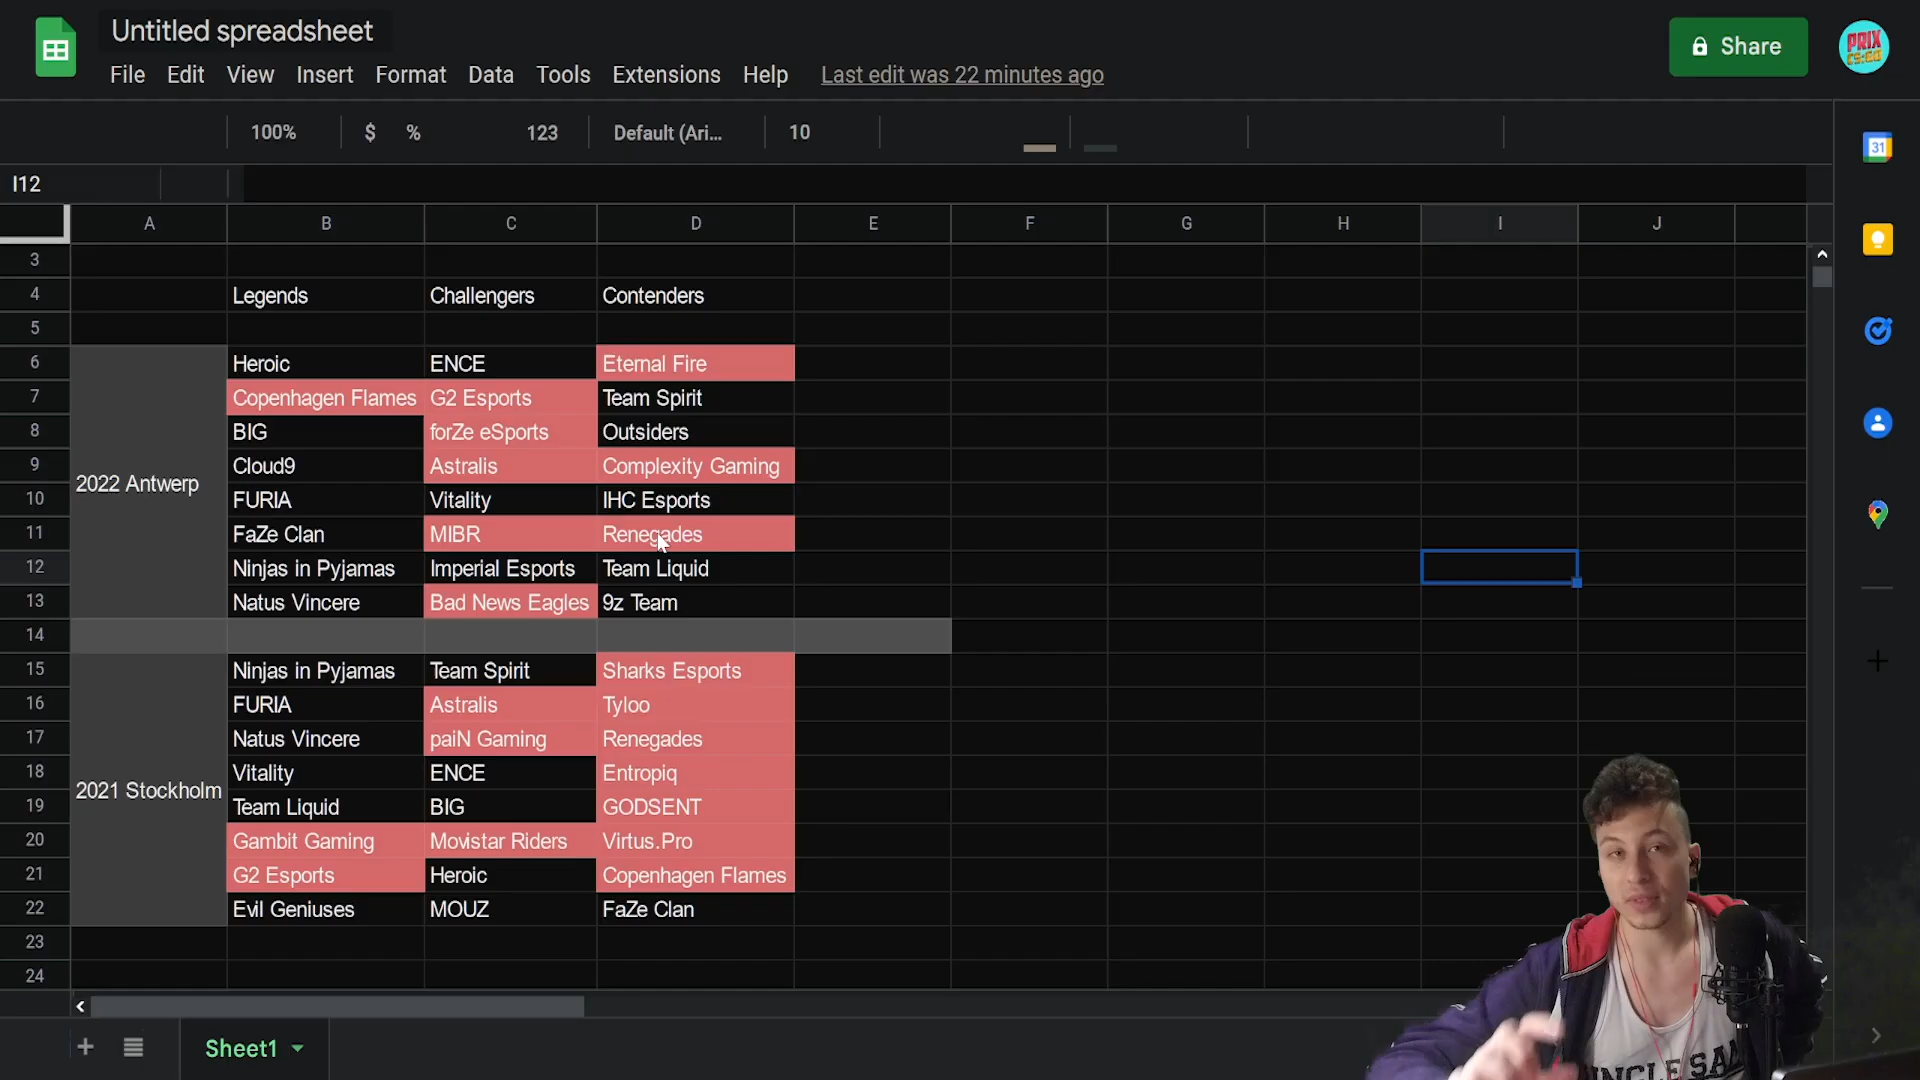 Untitled spreadsheet
File Edit View Insert Format Data Tools Extensions Help Last edit was 22 minutes ago
Share
PRIX
CS:GO
100% $ % 123 Default (Ari... 10
31
I12
A B C D E F G H I J
3
4 Legends Challengers Contenders
5
6 Heroic ENCE Eternal Fire
7 Copenhagen Flames G2 Esports Team Spirit
8 BIG forZe eSports Outsiders
9 Cloud9 Astralis Complexity Gaming
2022 Antwerp
10 FURIA Vitality IHC Esports
11 FaZe Clan MIBR Renegades
12 Ninjas in Pyjamas Imperial Esports Team Liquid
13 Natus Vincere Bad News Eagles 9z Team
14
15 Ninjas in Pyjamas Team Spirit Sharks Esports
16 FURIA Astralis Tyloo
17 Natus Vincere paiN Gaming Renegades
18 Vitality ENCE Entropiq
2021 Stockholm
19 Team Liquid BIG GODSENT
20 Gambit Gaming Movistar Riders Virtus.Pro
21 G2 Esports Heroic Copenhagen Flames
22 Evil Geniuses MOUZ FaZe Clan
23
24
Sheet1
UNCLE SAM